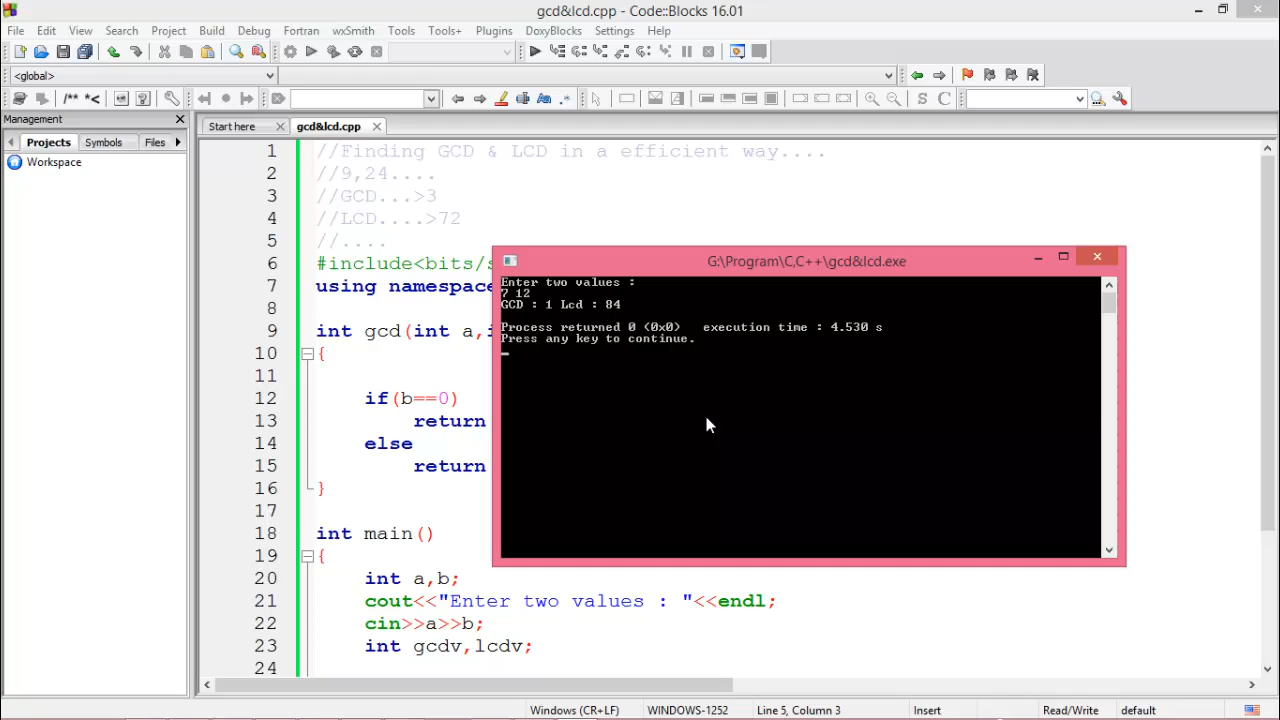 gcd&lcd.cpp - Code::Blocks 16.01
File Edit View Search Project Build Debug Fortran wxSmith Tools Tools+ Plugins DoxyBlocks Settings Help
<global>
/** *<
S C
Management
Start here gcd&lcd.cpp
Projects Symbols Files
Workspace
1 //Finding GCD & LCD in a efficient way....
2 //9,24....
3 //GCD...>3
4 //LCD....>72
5 //....
6 #include<bits/s
7 using namespace
8
9 int gcd(int a,i
10 {
11
12 if(b==0)
13 return
14 else
15 return
16 }
17
18 int main()
19 {
20 int a,b;
21 cout<<"Enter two values : "<<endl;
22 cin>>a>>b;
23 int gcdv,lcdv;
24
G:\Program\C,C++\gcd&lcd.exe
Enter two values :
7 12
GCD : 1 Lcd : 84
Process returned 0 (0x0) execution time : 4.530 s
Press any key to continue.
Windows (CR+LF) WINDOWS-1252 Line 5, Column 3 Insert Read/Write default